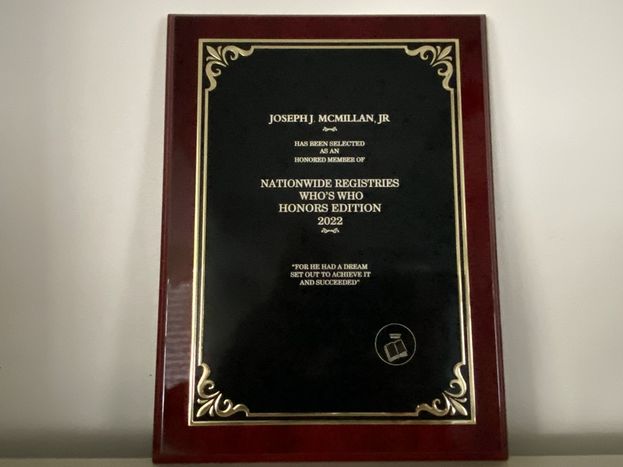 JOSEPH J. MCMILLAN, JR
HAS BEEN SELECTED
AS AN
HONORED MEMBER OF
NATIONWIDE REGISTRIES
WHO'S WHO
HONORS EDITION
2022
"FOR HE HAD A DREAM
SET OUT TO ACHIEVE IT
AND SUCCEEDED"